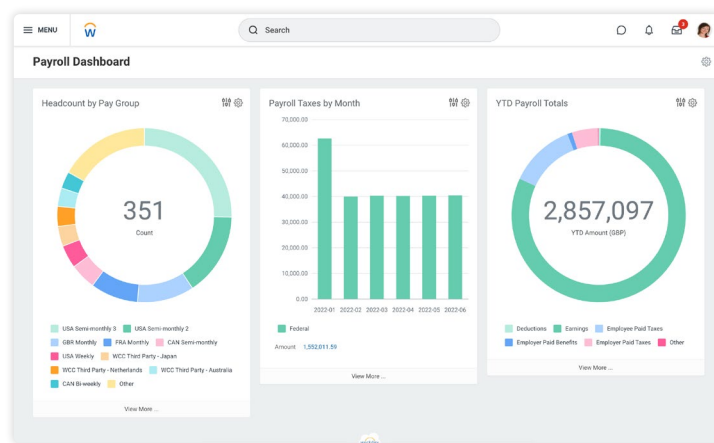 MENU
Search
3
Payroll Dashboard
Headcount by Pay Group
351
Count
USA Semi-monthly 3 USA Semi-monthly 2
GBR Monthly FRA Monthly CAN Semi-monthly
USA Weekly WCC Third Party - Japan
WCC Third Party - Netherlands WCC Third Party - Australia
CAN Bi-weekly Other
View More ...
Payroll Taxes by Month
70,000.00
60,000.00
50,000.00
40,000.00
30,000.00
20,000.00
10,000.00
0.00
2022-01 2022-02 2022-03 2022-04 2022-05 2022-06
Federal
Amount 1,552,011.59
View More ...
YTD Payroll Totals
2,857,097
YTD Amount (GBP)
Deductions Earnings Employee Paid Taxes
Employer Paid Benefits Employer Paid Taxes Other
View More ...